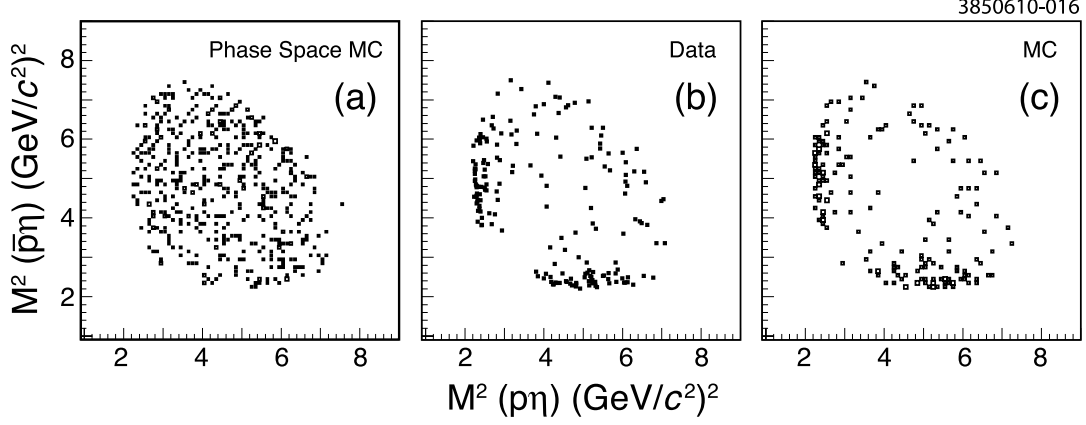 3850610-016
Phase Space MC
Data
MC
(a)
(b)
(c)
M² (p̄η) (GeV/c²)²
8
6
4
2
2 4 6 8
2 4 6 8
2 4 6 8
M² (pη) (GeV/c²)²